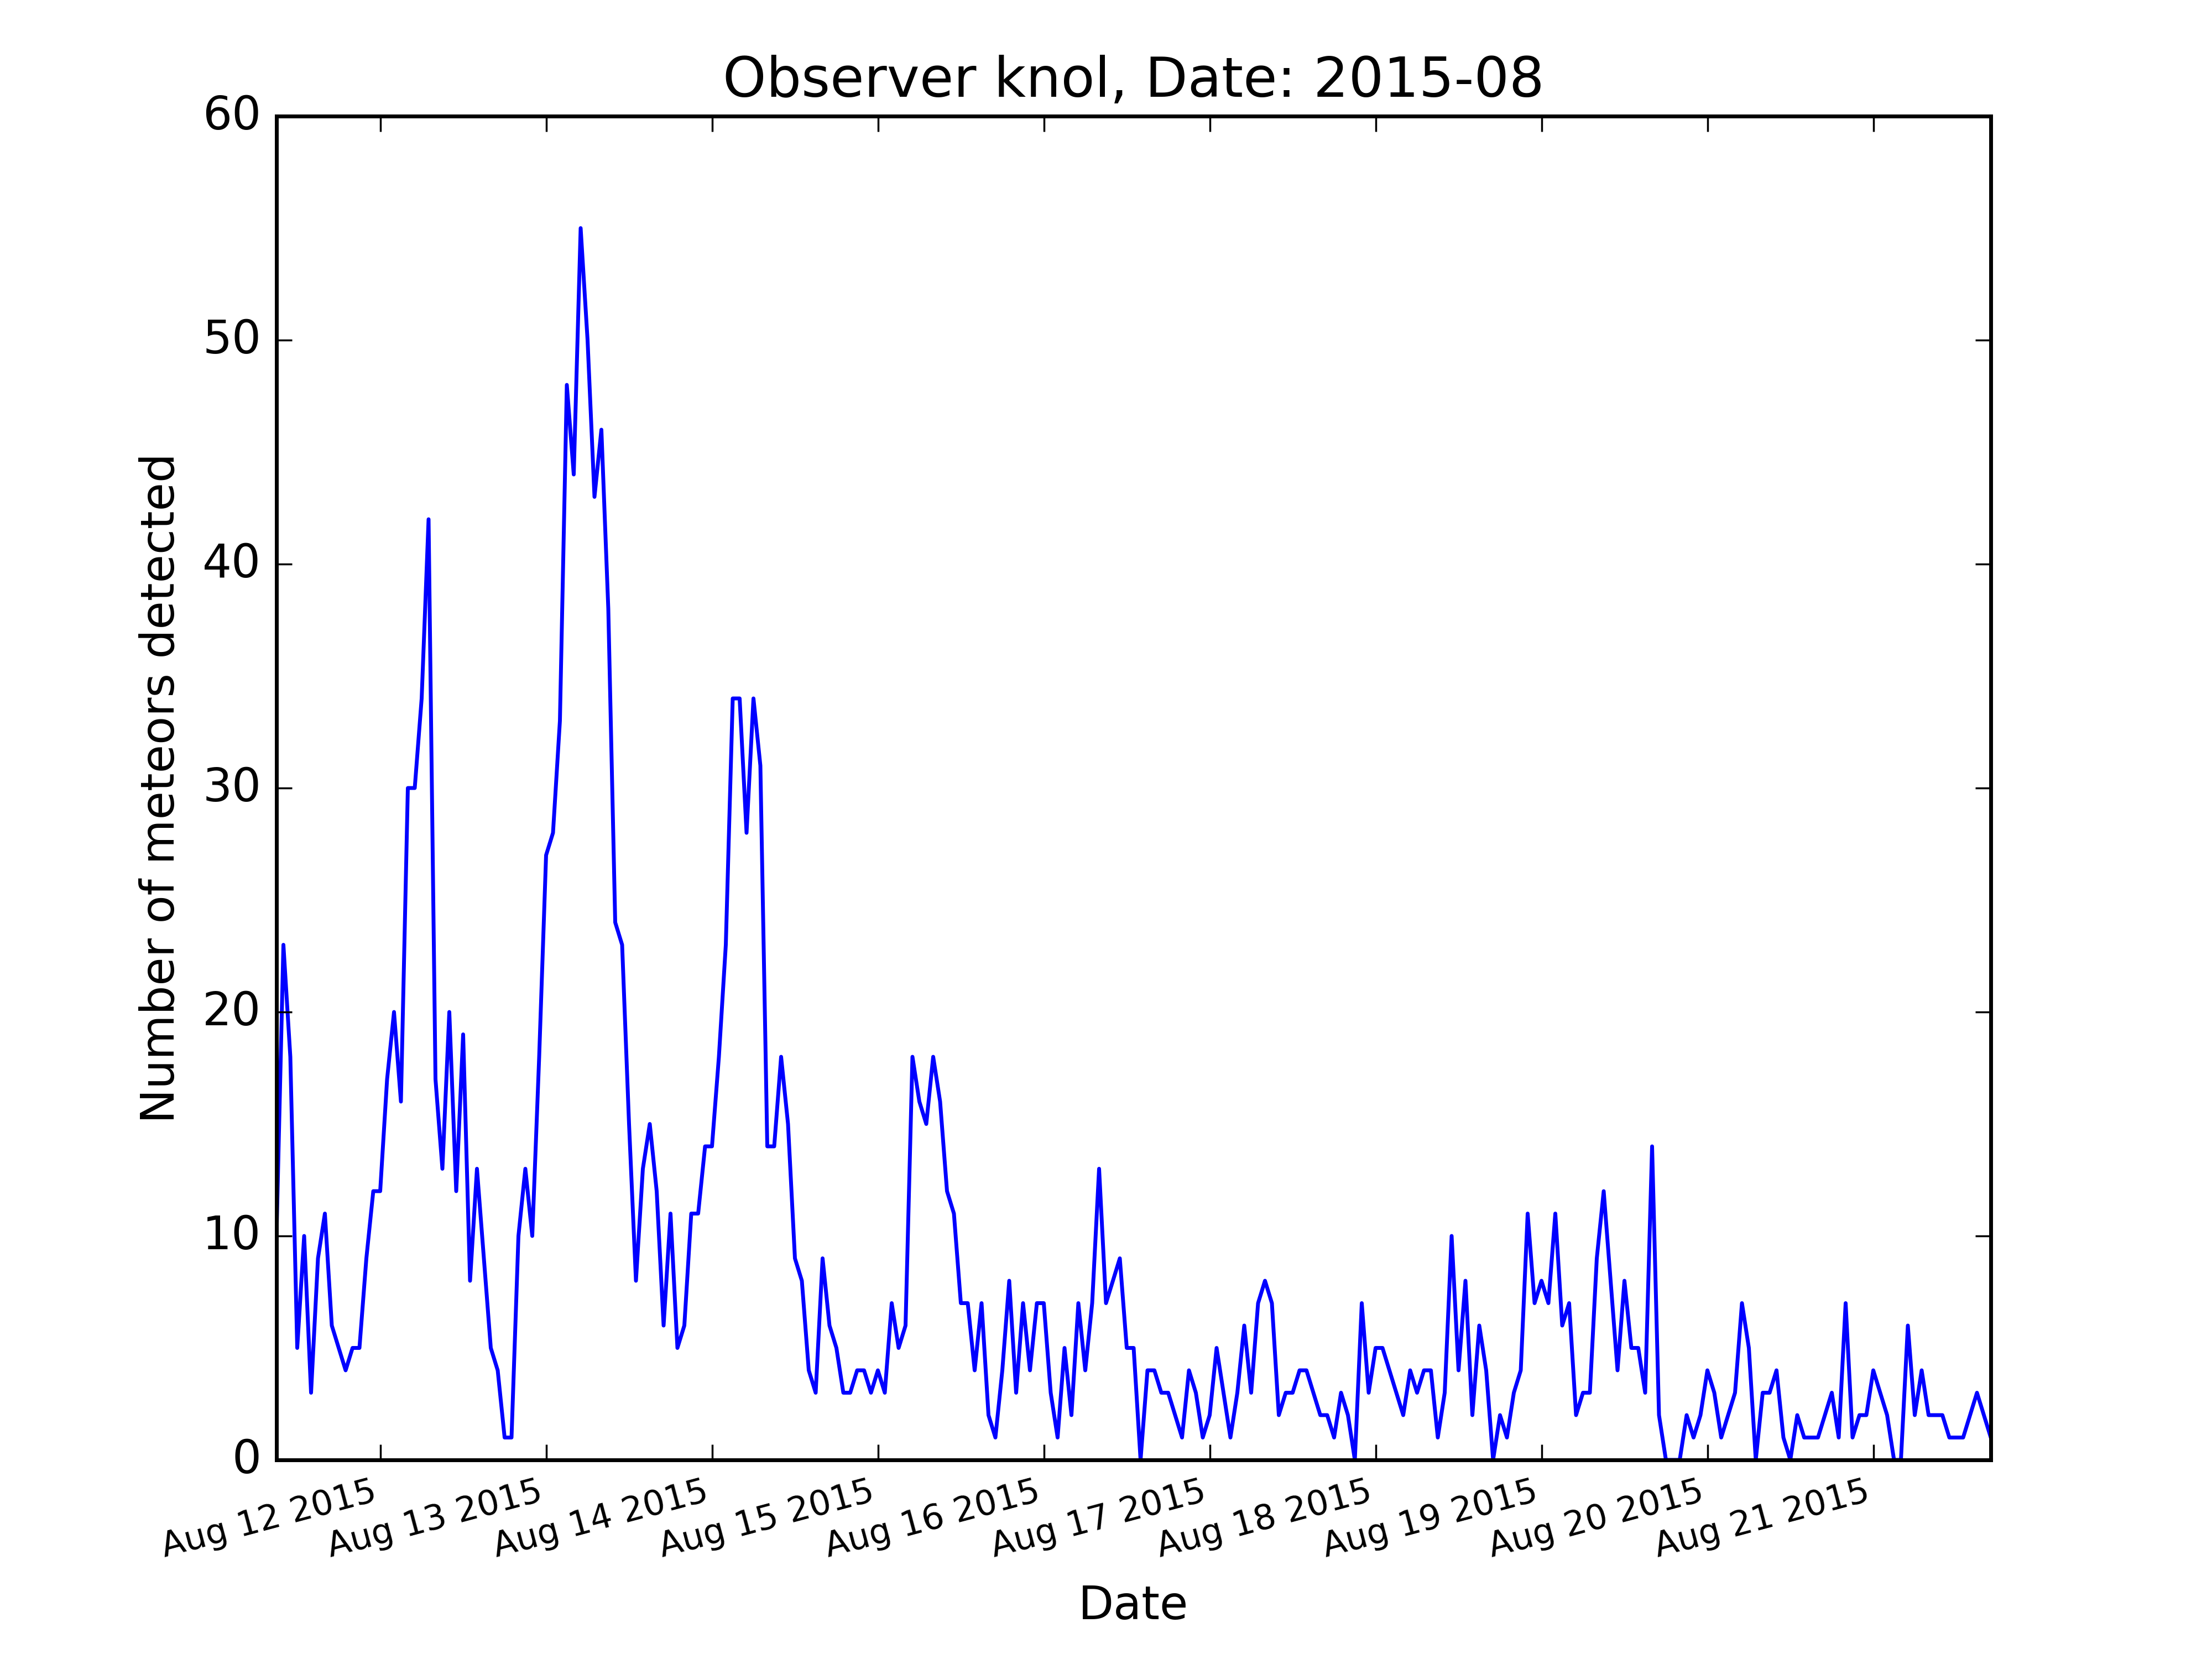 Observer knol, Date: 2015-08
60
50
40
30
20
10
0
Number of meteors detected
Aug 12 2015
Aug 13 2015
Aug 14 2015
Aug 15 2015
Aug 16 2015
Aug 17 2015
Aug 18 2015
Aug 19 2015
Aug 20 2015
Aug 21 2015
Date